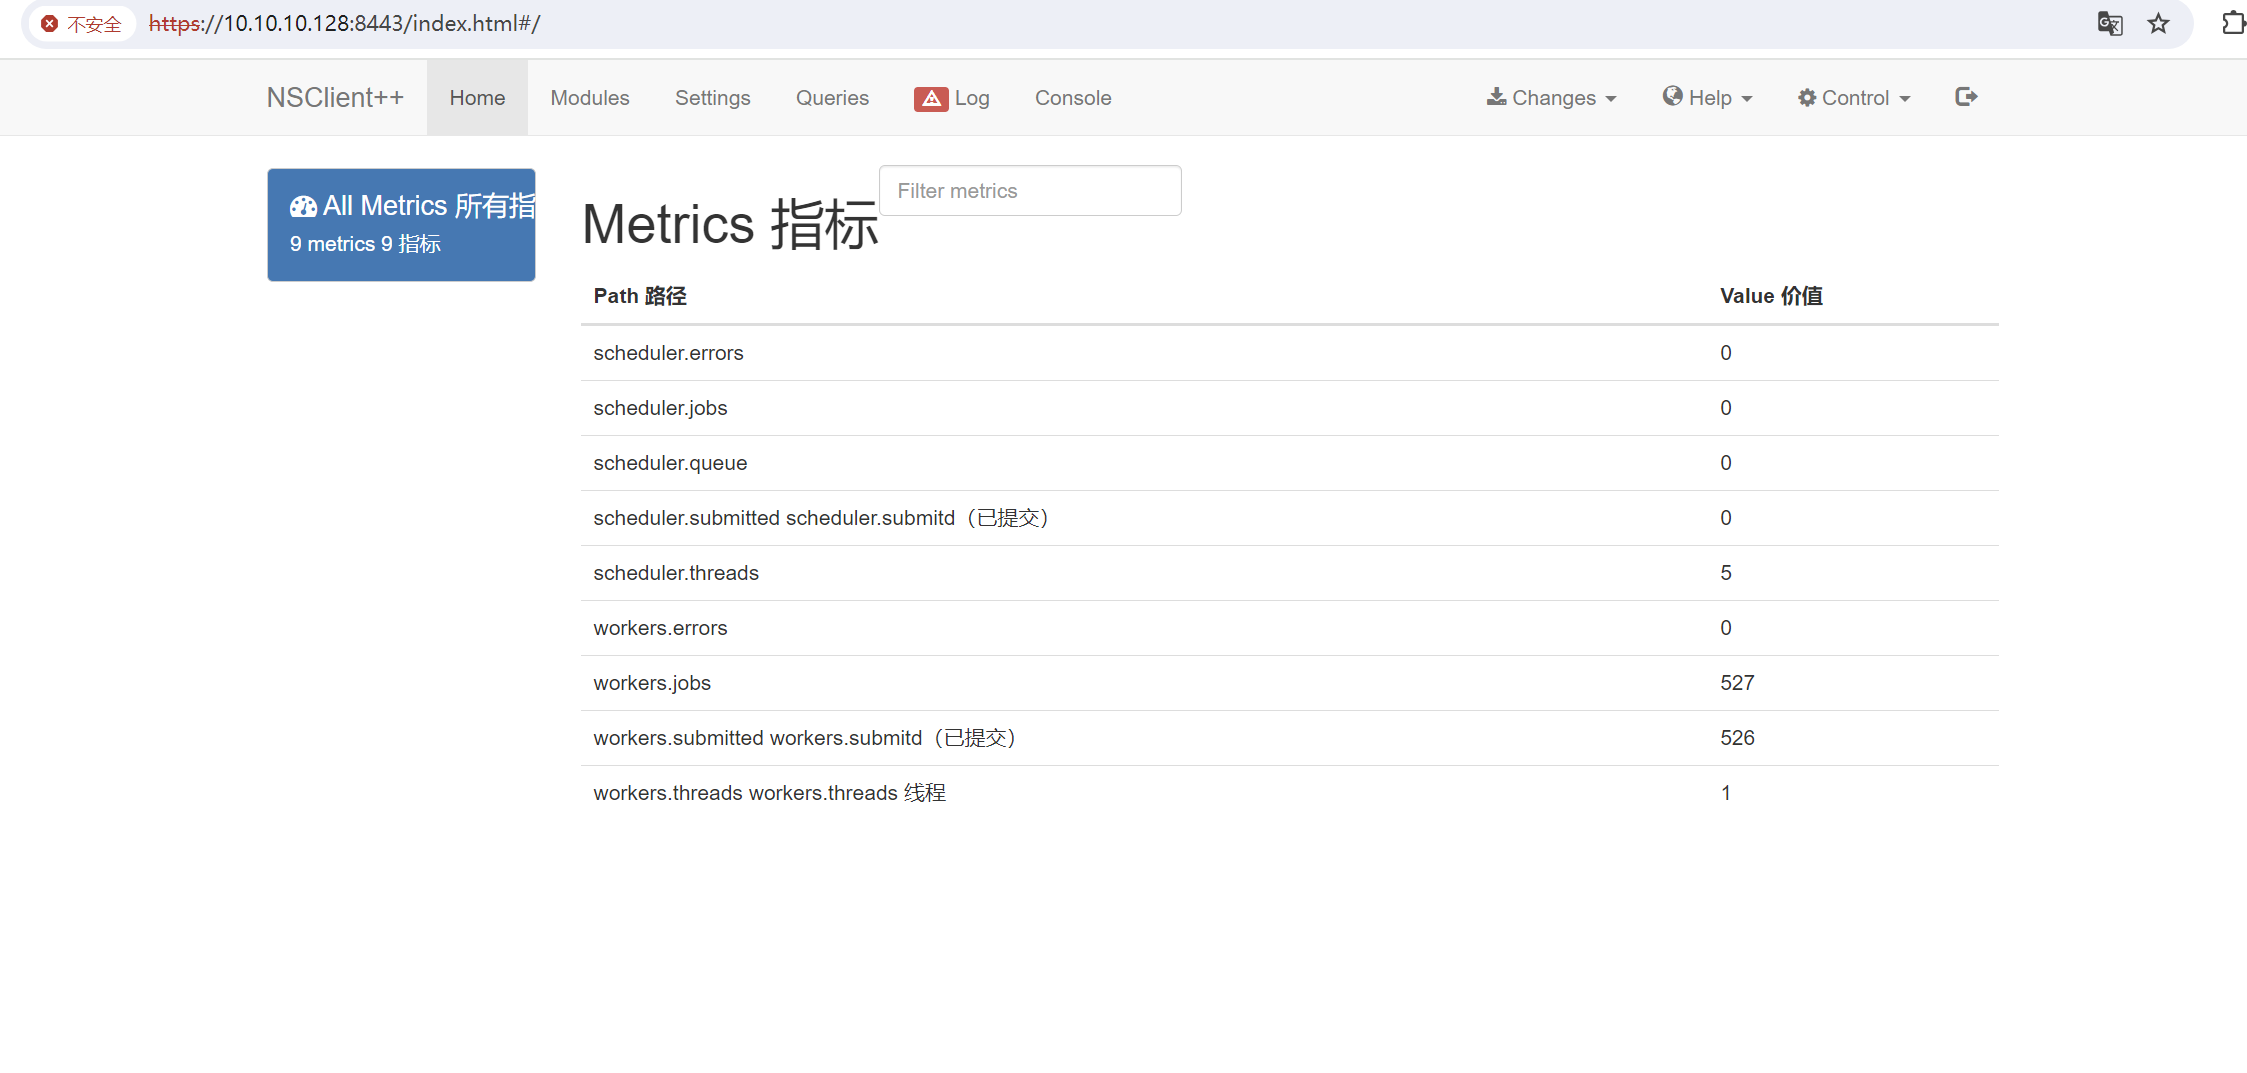 不安全 https://10.10.10.128:8443/index.html#/
NSClient++ Home Modules Settings Queries Log Console Changes Help Control
All Metrics 所有指
9 metrics 9 指标
Metrics 指标
Filter metrics
Path 路径 Value 价值
scheduler.errors 0
scheduler.jobs 0
scheduler.queue 0
scheduler.submitted scheduler.submitd（已提交） 0
scheduler.threads 5
workers.errors 0
workers.jobs 527
workers.submitted workers.submitd（已提交） 526
workers.threads workers.threads 线程 1